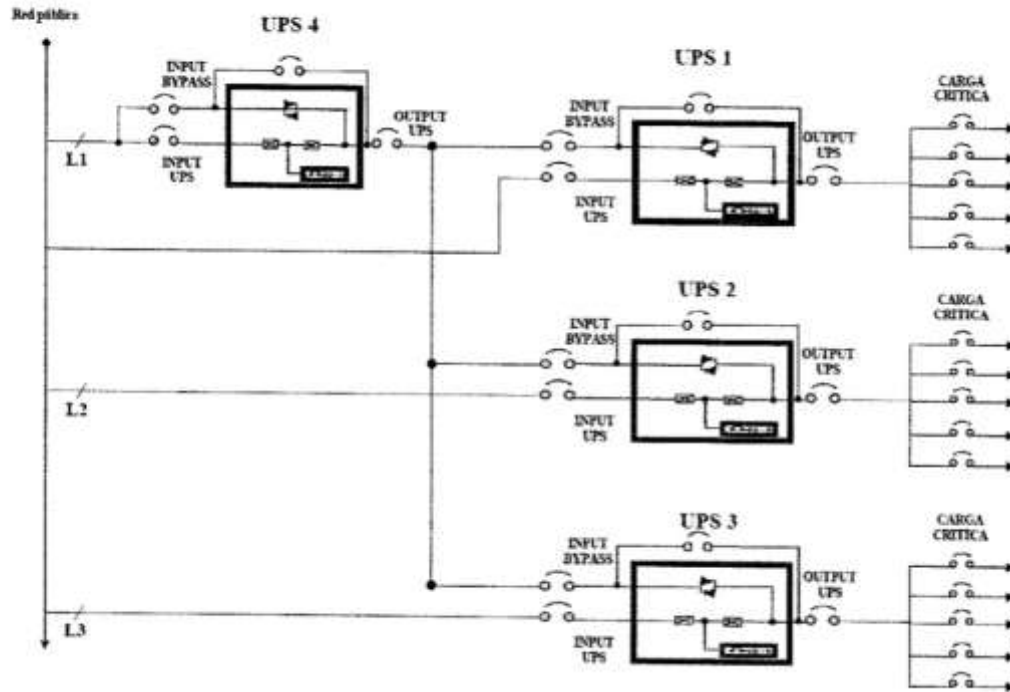 Red pública
UPS 4
INPUT
BYPASS
OUTPUT
UPS
L1
INPUT
UPS
UPS 1
INPUT
BYPASS
OUTPUT
UPS
INPUT
UPS
CARGA
CRITICA
UPS 2
INPUT
BYPASS
OUTPUT
UPS
L2
INPUT
UPS
CARGA
CRITICA
UPS 3
INPUT
BYPASS
OUTPUT
UPS
L3
INPUT
UPS
CARGA
CRITICA